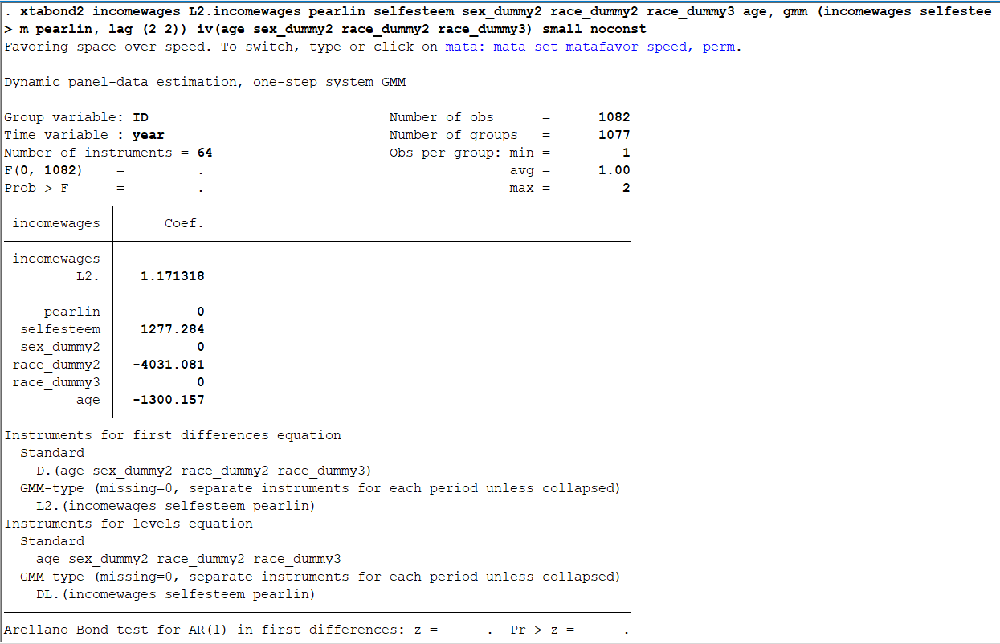 . xtabond2 incomewages L2.incomewages pearlin selfesteem sex_dummy2 race_dummy2 race_dummy3 age, gmm (incomewages selfestee
> m pearlin, lag (2 2)) iv(age sex_dummy2 race_dummy2 race_dummy3) small noconst
Favoring space over speed. To switch, type or click on mata: mata set matafavor speed, perm.
Dynamic panel-data estimation, one-step system GMM
Group variable: ID Number of obs = 1082
Time variable : year Number of groups = 1077
Number of instruments = 64 Obs per group: min = 1
F(0, 1082) = . avg = 1.00
Prob > F = . max = 2
incomewages Coef.
incomewages
L2. 1.171318
pearlin 0
selfesteem 1277.284
sex_dummy2 0
race_dummy2 -4031.081
race_dummy3 0
age -1300.157
Instruments for first differences equation
Standard
D.(age sex_dummy2 race_dummy2 race_dummy3)
GMM-type (missing=0, separate instruments for each period unless collapsed)
L2.(incomewages selfesteem pearlin)
Instruments for levels equation
Standard
age sex_dummy2 race_dummy2 race_dummy3
GMM-type (missing=0, separate instruments for each period unless collapsed)
DL.(incomewages selfesteem pearlin)
Arellano-Bond test for AR(1) in first differences: z = . Pr > z = .